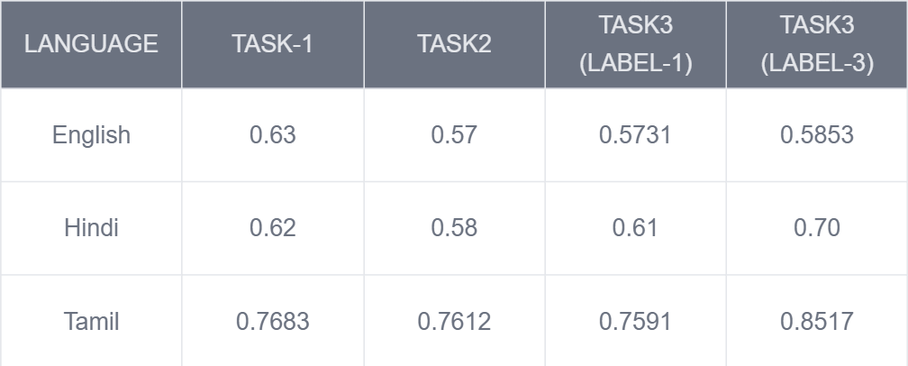 LANGUAGE TASK-1 TASK2 TASK3 (LABEL-1) TASK3 (LABEL-3)
English 0.63 0.57 0.5731 0.5853
Hindi 0.62 0.58 0.61 0.70
Tamil 0.7683 0.7612 0.7591 0.8517